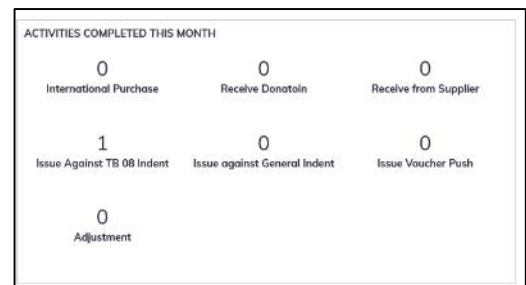 ACTIVITIES COMPLETED THIS MONTH
0 0 0
International Purchase Receive Donatoin Receive from Supplier
1 0 0
Issue Against TB 08 Indent Issue against General Indent Issue Voucher Push
0
Adjustment